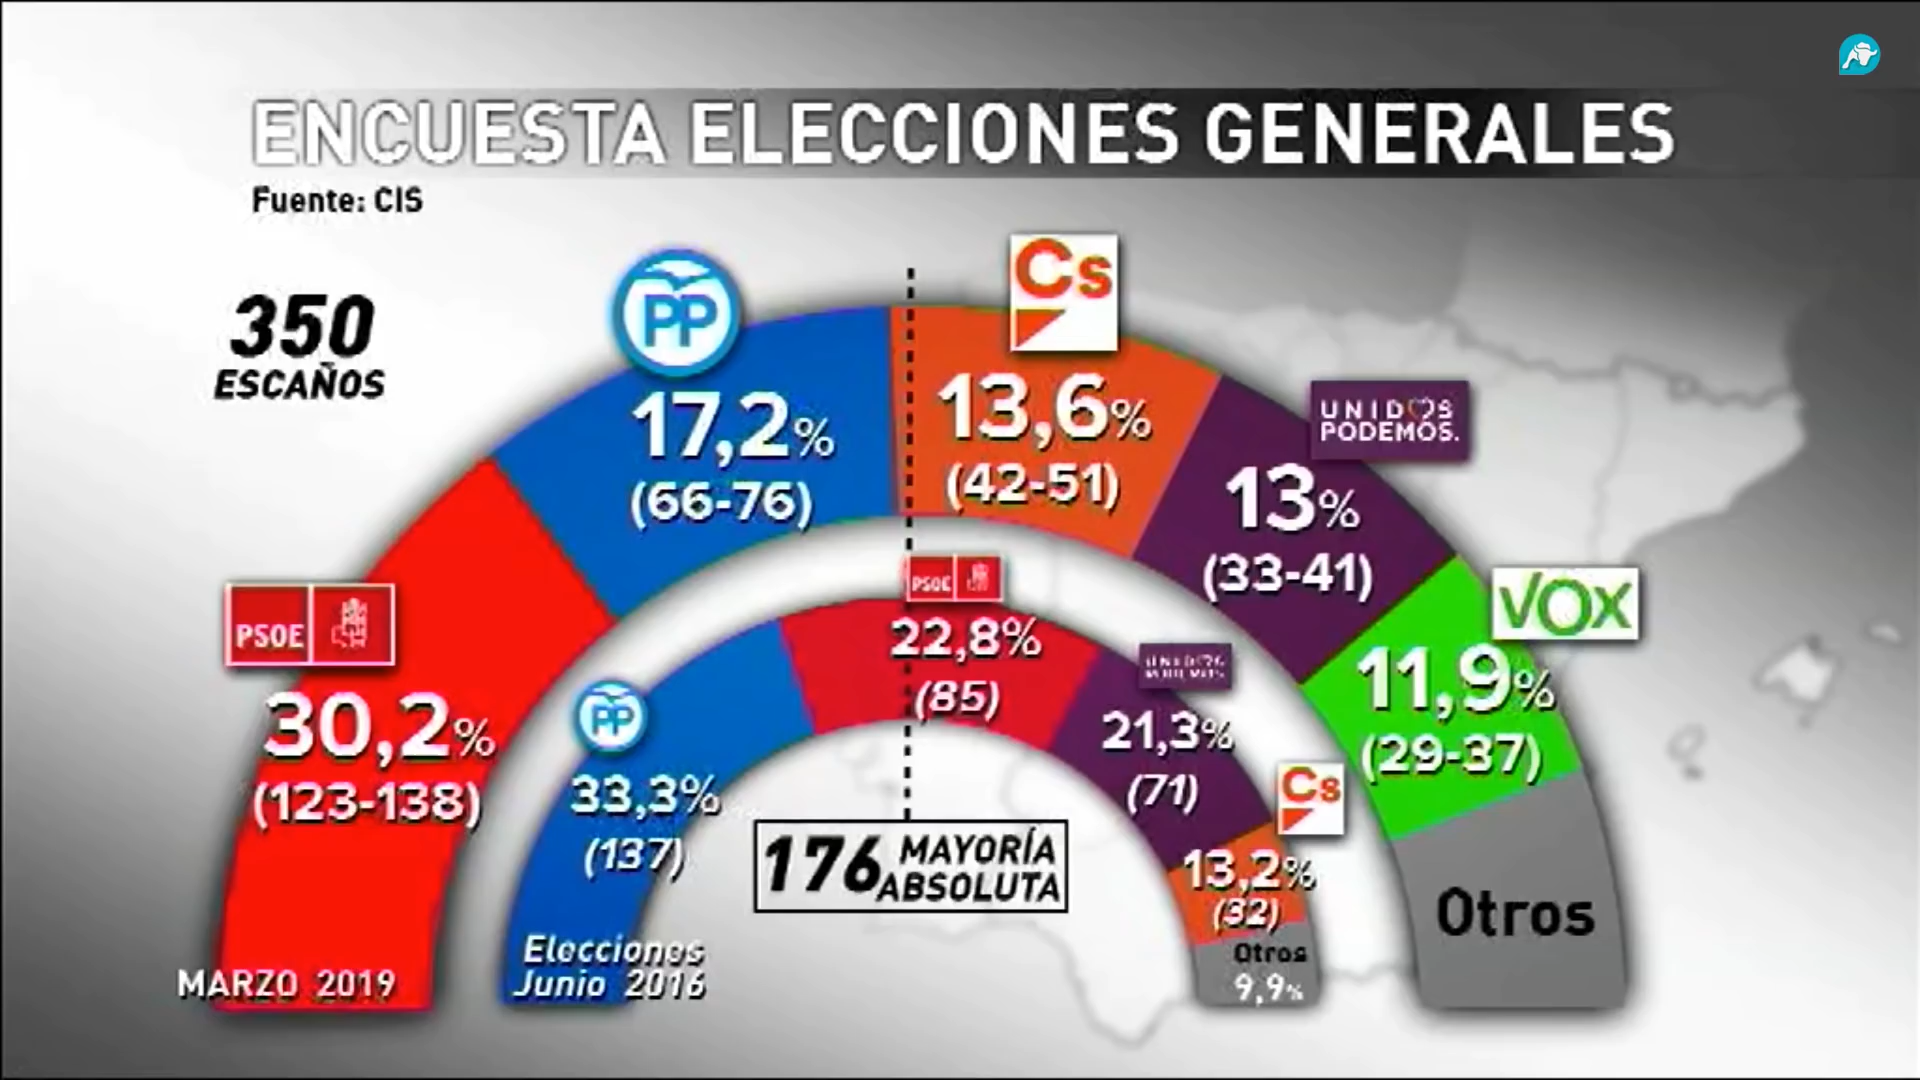 ENCUESTA ELECCIONES GENERALES
Fuente: CIS
350
ESCAÑOS
PP
17,2%
(66-76)
Cs
13,6%
(42-51)
UNIDOS
PODEMOS.
13%
(33-41)
VOX
11,9%
(29-37)
PSOE
30,2%
(123-138)
MARZO 2019
Otros
PP
33,3%
(137)
PSOE
22,8%
(85)
UNIDOS
PODEMOS.
21,3%
(71)
Cs
13,2%
(32)
Otros
9,9%
176 MAYORÍA
ABSOLUTA
Elecciones
Junio 2016